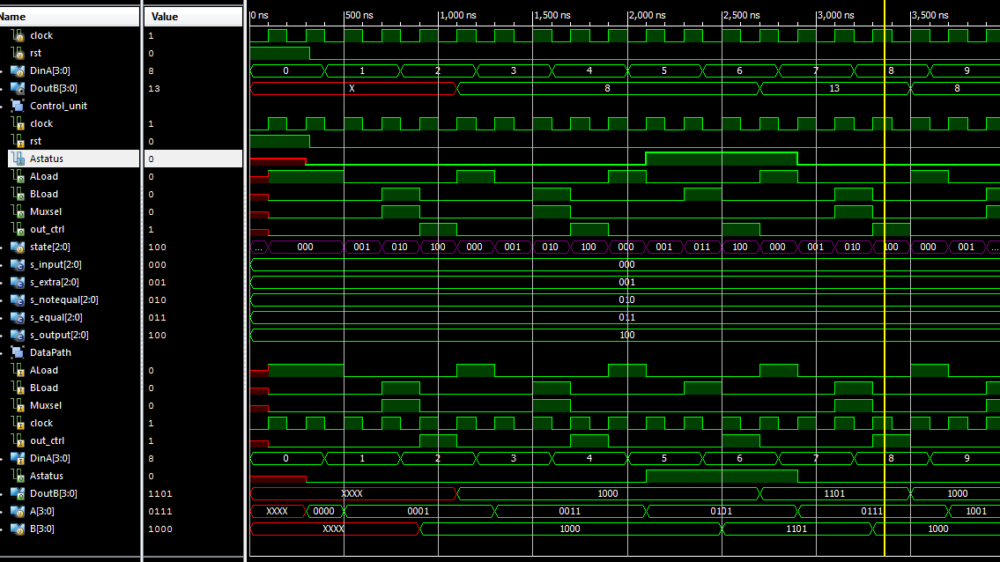 Name Value 0 ns 500 ns 1,000 ns 1,500 ns 2,000 ns 2,500 ns 3,000 ns 3,500 ns
clock 1
rst 0
DinA[3:0] 8 0 1 2 3 4 5 6 7 8 9
DoutB[3:0] 13 X 8 13 8
Control_unit
clock 1
rst 0
Astatus 0
ALoad 0
BLoad 0
Muxsel 0
out_ctrl 1
state[2:0] 100 ... 000 001 010 100 000 001 010 100 000 001 011 100 000 001 010 100 000 001 ...
s_input[2:0] 000 000
s_extra[2:0] 001 001
s_notequal[2:0] 010 010
s_equal[2:0] 011 011
s_output[2:0] 100 100
DataPath
ALoad 0
BLoad 0
Muxsel 0
clock 1
out_ctrl 1
DinA[3:0] 8 0 1 2 3 4 5 6 7 8 9
Astatus 0
DoutB[3:0] 1101 XXXX 1000 1101 1000
A[3:0] 0111 XXXX 0000 0001 0011 0101 0111 1001
B[3:0] 1000 XXXX 1000 1101 1000